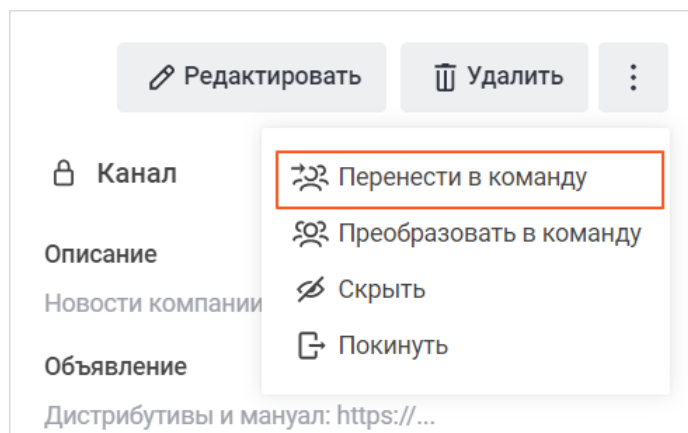 Редактировать Удалить
Канал
Перенести в команду
Преобразовать в команду
Описание
Скрыть
Новости компании
Покинуть
Объявление
Дистрибутивы и мануал: https://...